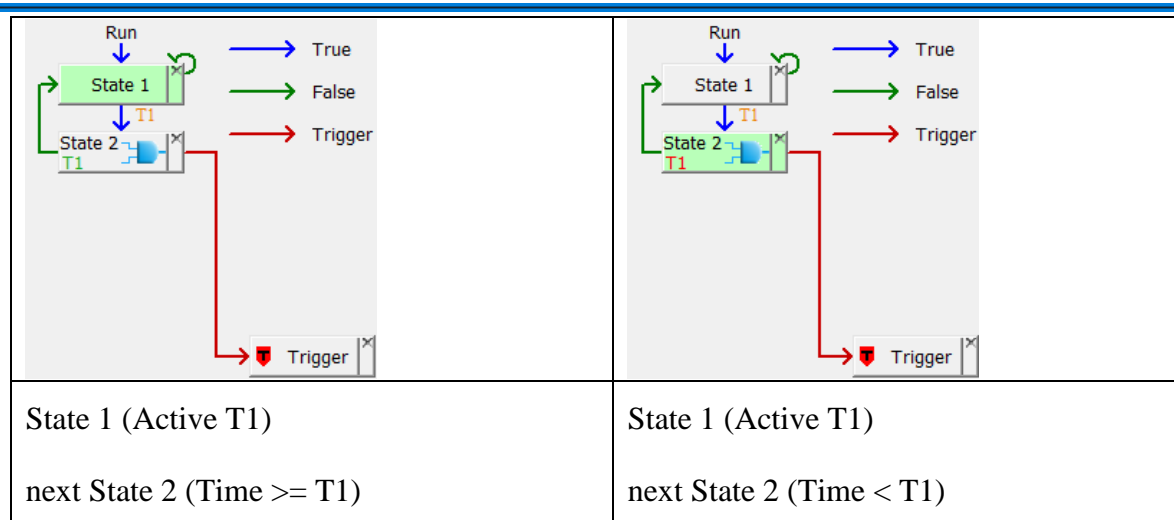 Run
True
State 1
False
T1
State 2
T1
Trigger
Trigger
State 1 (Active T1)
next State 2 (Time >= T1)
Run
True
State 1
False
T1
State 2
T1
Trigger
Trigger
State 1 (Active T1)
next State 2 (Time < T1)